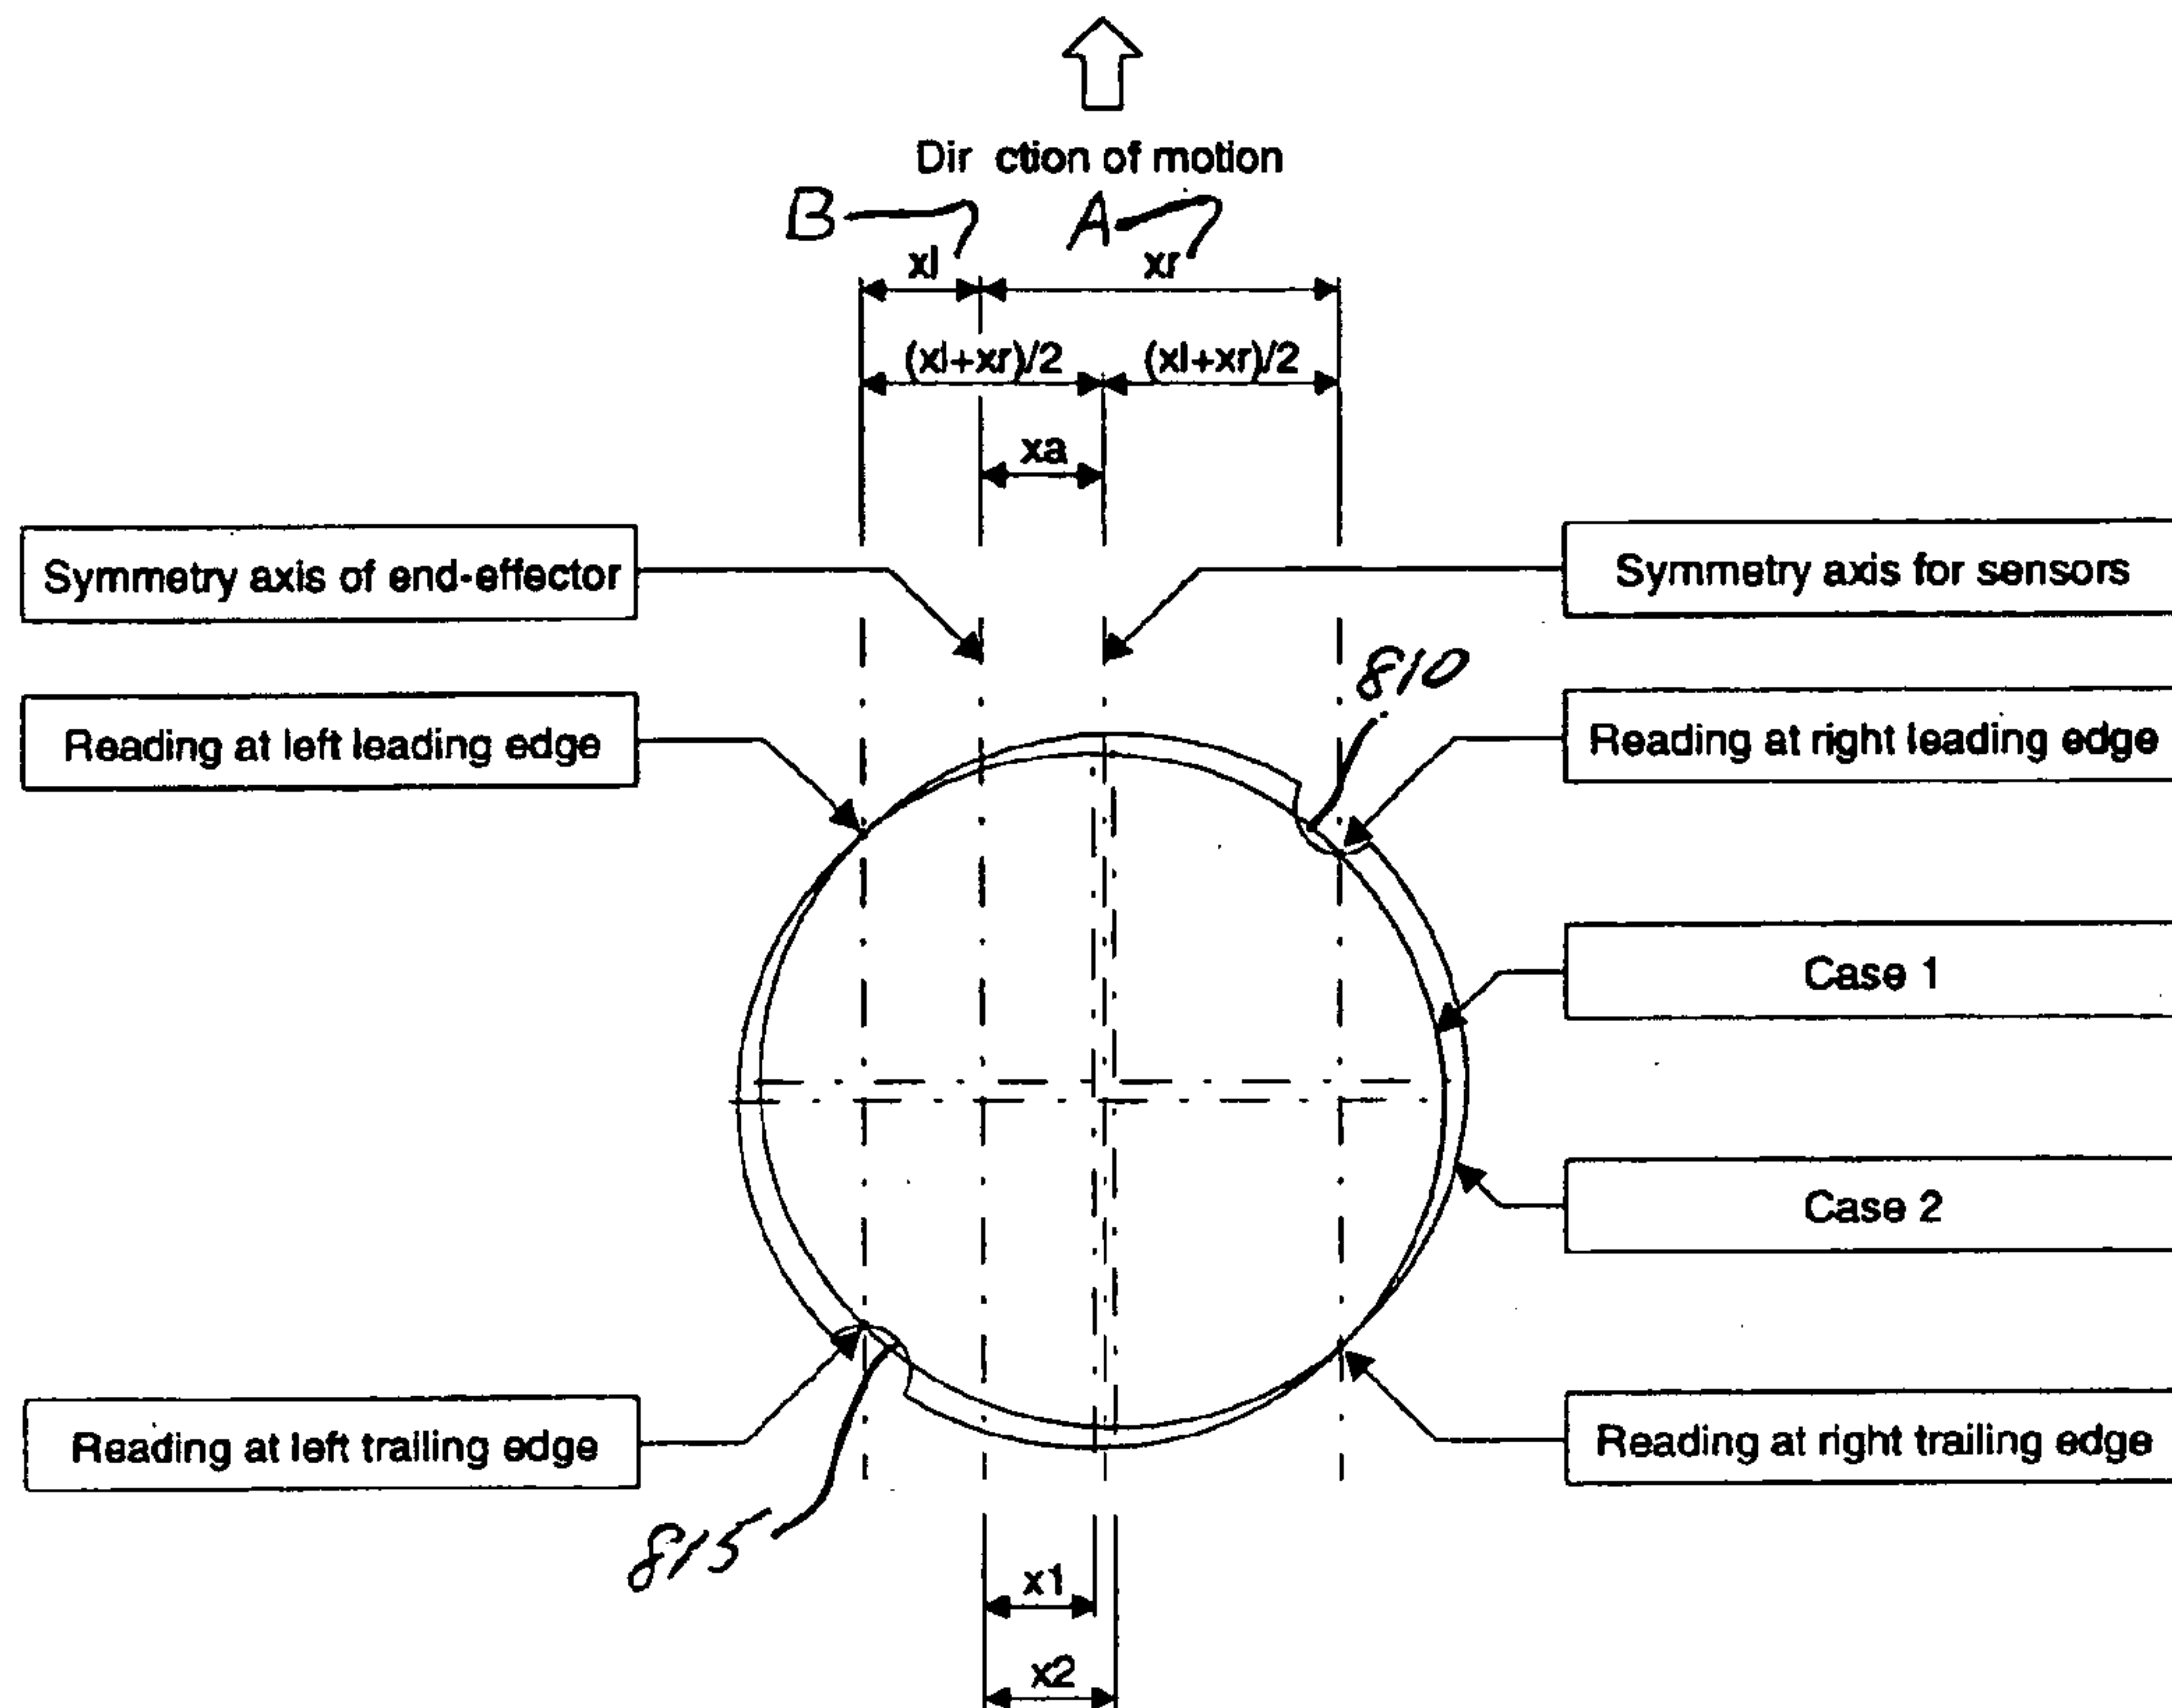 Dir ction of motion
B A
xl xr
(xl+xr)/2 (xl+xr)/2
xa
Symmetry axis of end-effector
Symmetry axis for sensors
810
Reading at left leading edge
Reading at right leading edge
Case 1
Case 2
Reading at left trailing edge
Reading at right trailing edge
815
x1
x2